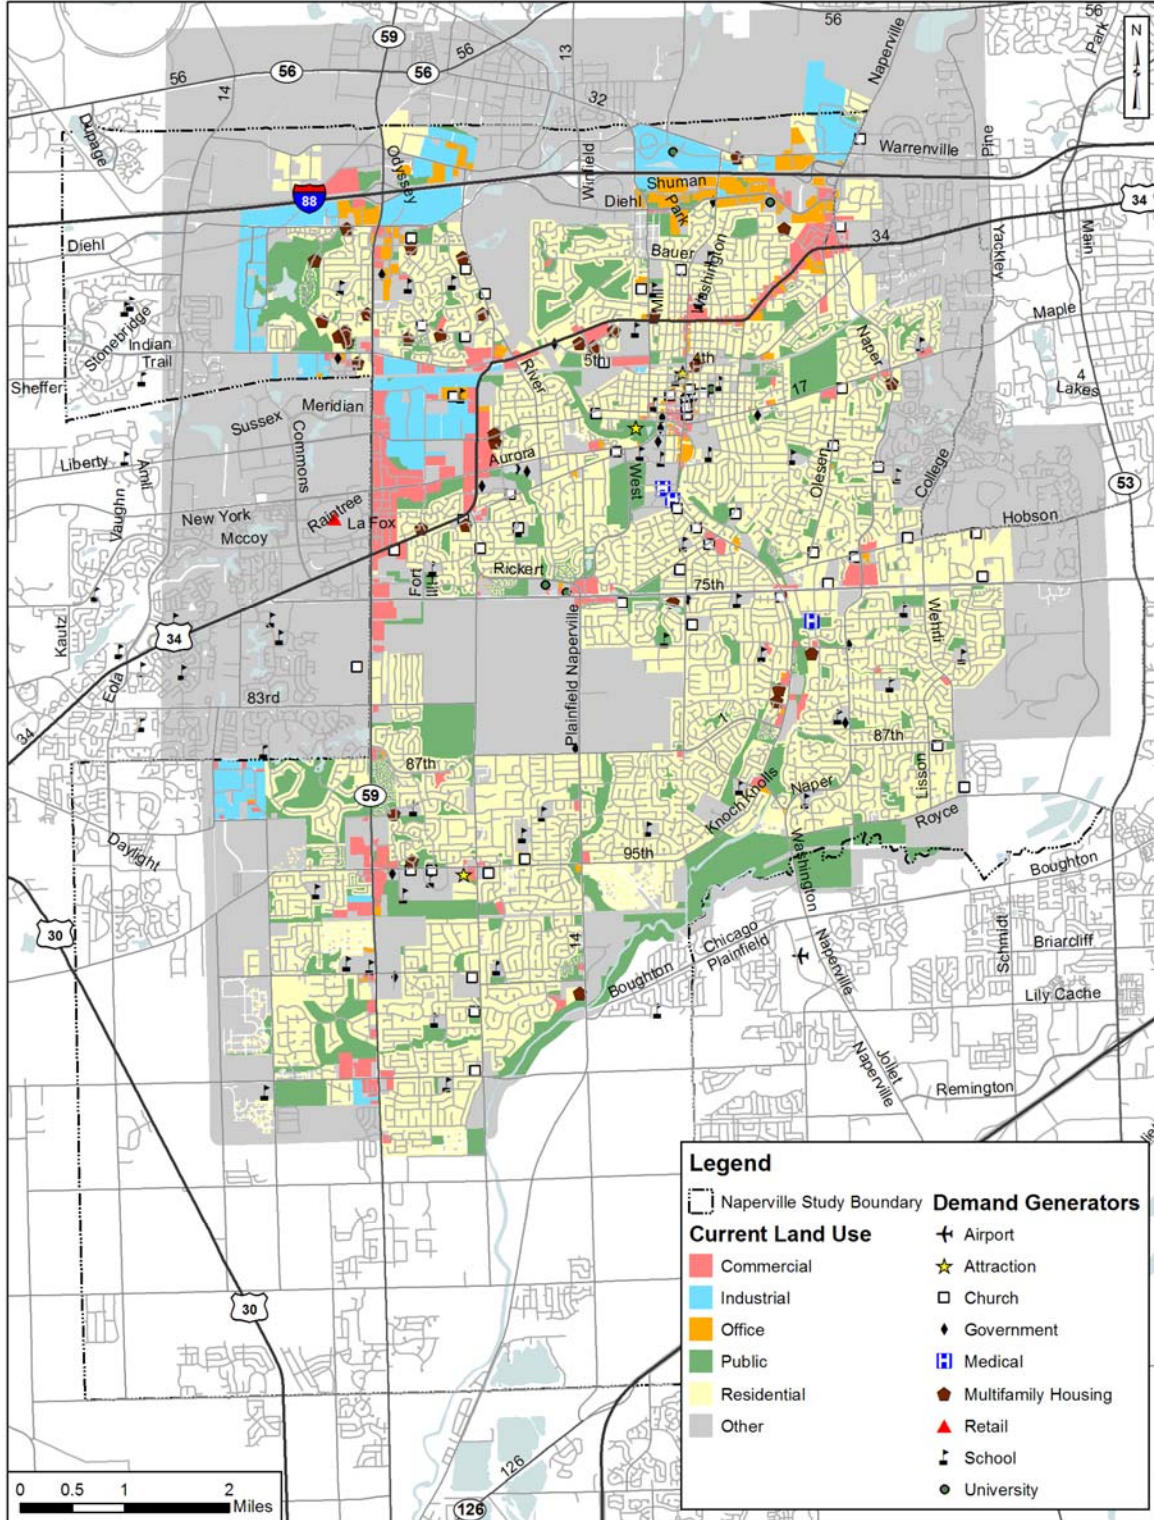 56
56
59
56
13
Naperville
Park
N
56
56
56
14
32
Dupage
Odyssey
Winfield
Warrenville
Pine
88
Shuman
Diehl
Park
34
34
Diehl
Bauer
Washington
Yackley
Main
Mill
Stonebridge
Maple
Indian
Trail
River
5th
4th
Naper
17
4
Lakes
Sheffer
Meridian
Sussex
Commons
Liberty
Amli
Aurora
West
Olesen
College
53
Vaughn
New York
Raintree
La Fox
Mccoy
Hobson
Rickert
Fort
Hill
75th
Kautz
34
Wehrli
Plainfield Naperville
Eola
83rd
34
1
87th
87th
59
Knoch Knolls
Naper
Lisson
Royce
Daylight
95th
Washington
Boughton
30
14
Chicago
Plainfield
Naperville
Schmidt
Briarcliff
Boughton
Lily Cache
Joliet
Naperville
Remington
30
126
126
Legend
Naperville Study Boundary
Current Land Use
Commercial
Industrial
Office
Public
Residential
Other
Demand Generators
Airport
Attraction
Church
Government
Medical
Multifamily Housing
Retail
School
University
0 0.5 1 2
Miles